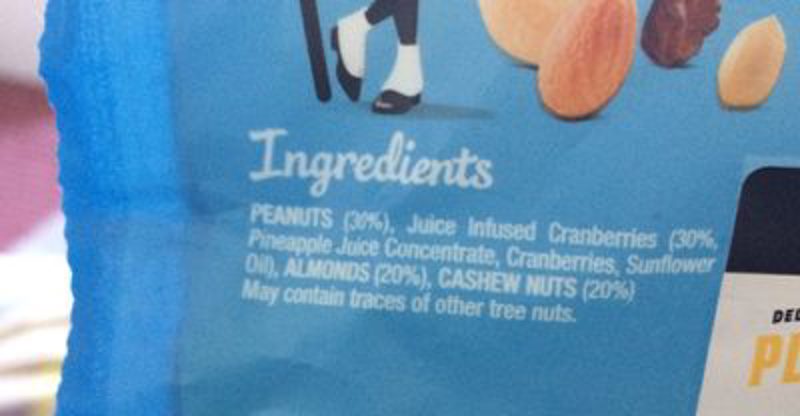 Ingredients
PEANUTS (30%), Juice Infused Cranberries (30%,
Pineapple Juice Concentrate, Cranberries, Sunflower
Oil), ALMONDS (20%), CASHEW NUTS (20%)
May contain traces of other tree nuts.